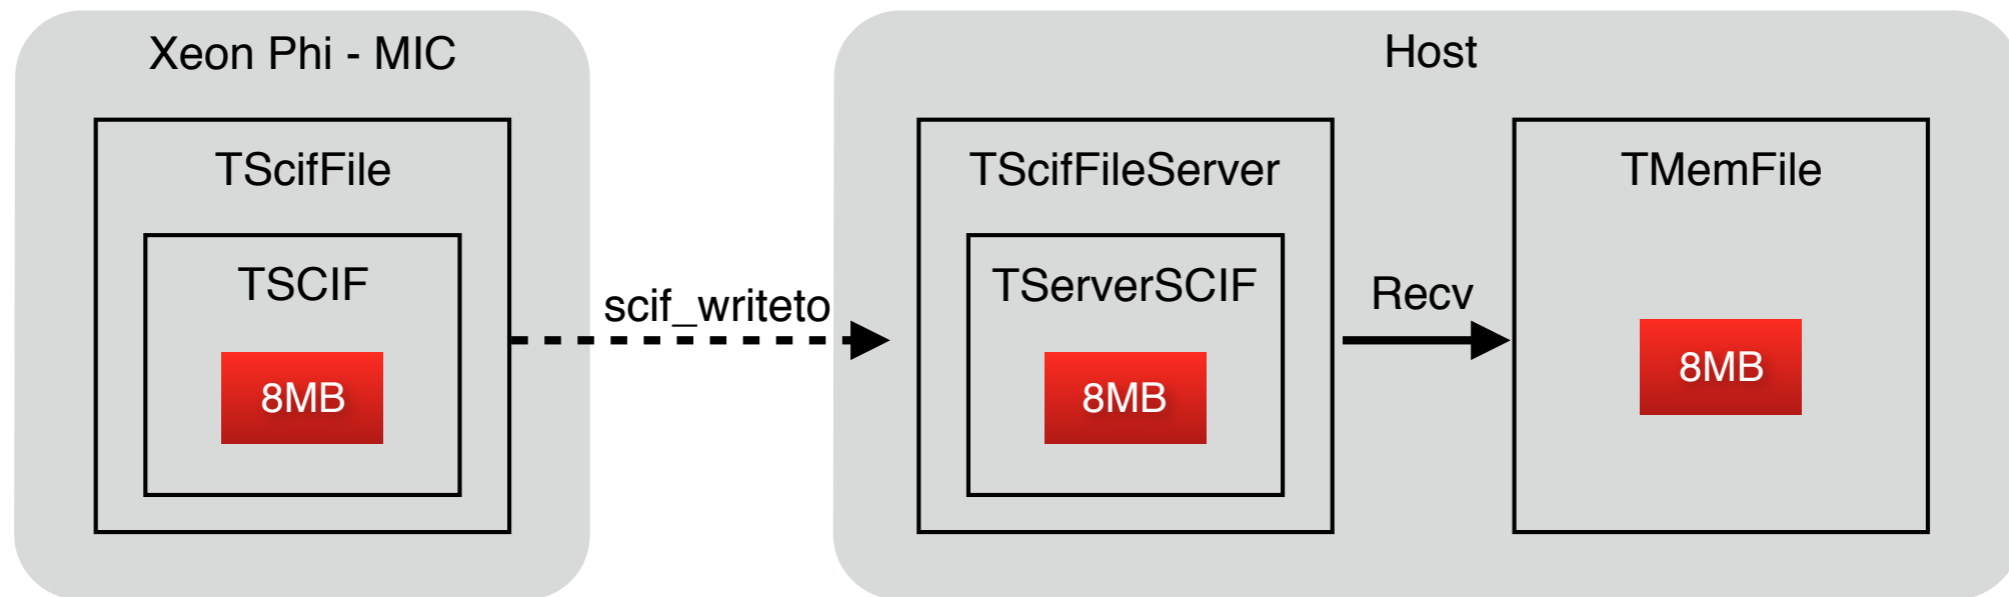 Xeon Phi - MIC
TScifFile
TSCIF
8MB
scif_writeto
Host
TScifFileServer
TServerSCIF
8MB
Recv
TMemFile
8MB